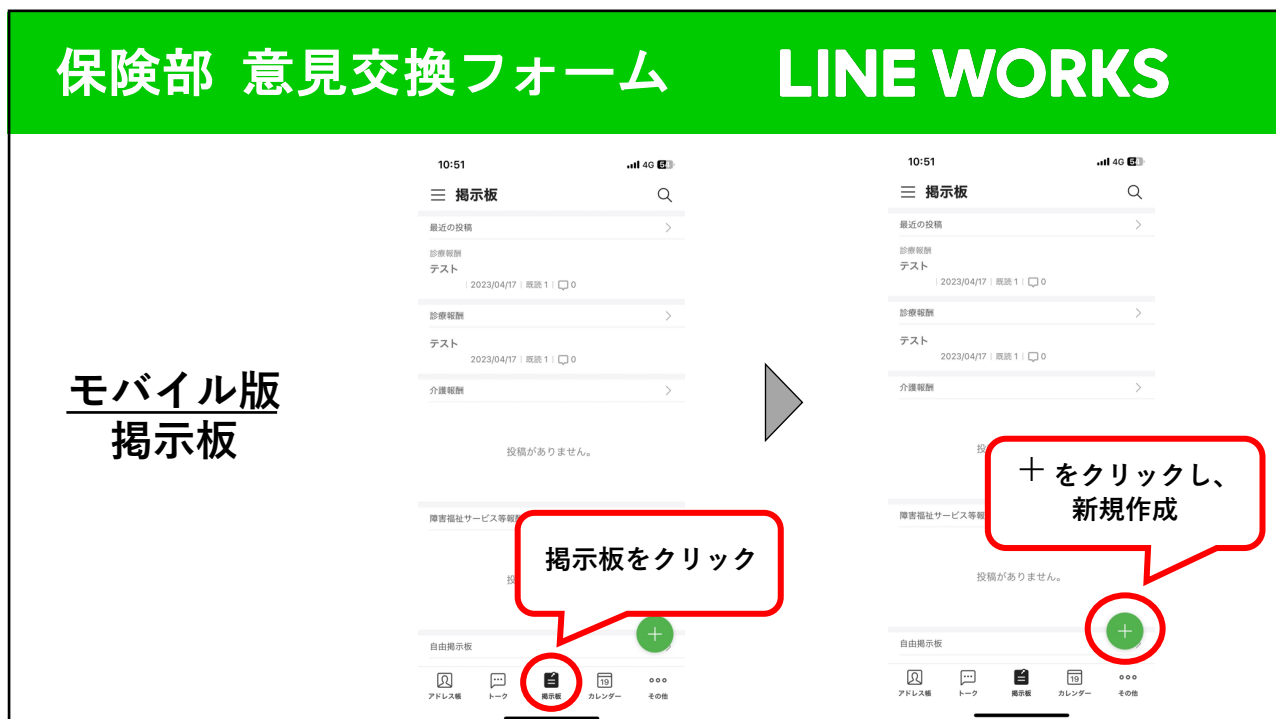 保険部 意見交換フォーム
LINE WORKS
モバイル版
掲示板
10:51
4G
掲示板
最近の投稿
診療報酬
テスト
2023/04/17 | 既読 1 | 0
診療報酬
テスト
2023/04/17 | 既読 1 | 0
介護報酬
投稿がありません。
障害福祉サービス等報酬
掲示板をクリック
投
+
自由掲示板
アドレス帳
トーク
掲示板
19
カレンダー
その他
10:51
4G
掲示板
最近の投稿
診療報酬
テスト
2023/04/17 | 既読 1 | 0
診療報酬
テスト
2023/04/17 | 既読 1 | 0
介護報酬
投
+ をクリックし、
新規作成
障害福祉サービス等
投稿がありません。
+
自由掲示板
アドレス帳
トーク
掲示板
19
カレンダー
その他